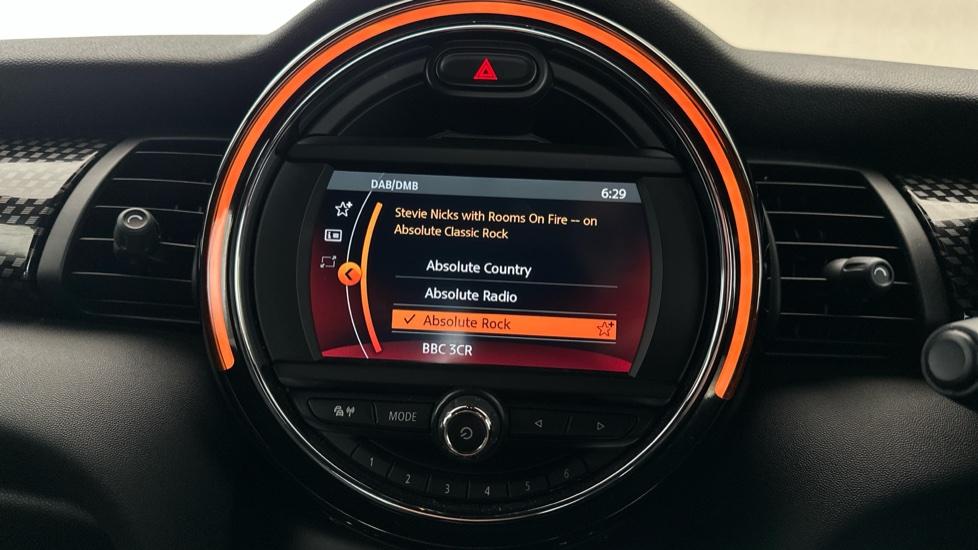 DAB/DMB 6:29
Stevie Nicks with Rooms On Fire -- on
Absolute Classic Rock
Absolute Country
Absolute Radio
Absolute Rock
BBC 3CR
MODE
1 2 3 4 5 6